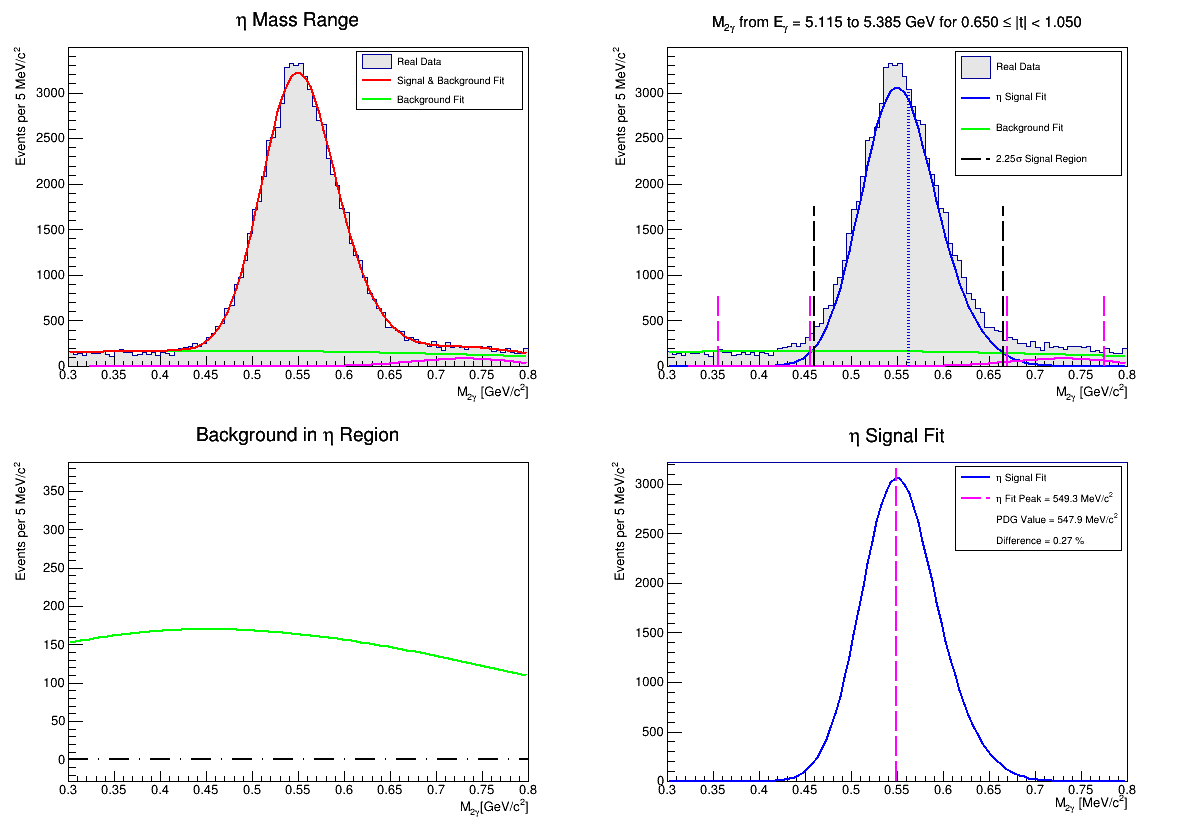 η Mass Range
Events per 5 MeV/c²
3000
2500
2000
1500
1000
500
0
Real Data
Signal & Background Fit
Background Fit
0.3 0.35 0.4 0.45 0.5 0.55 0.6 0.65 0.7 0.75 0.8
M₂γ [GeV/c²]
M₂γ from Eγ = 5.115 to 5.385 GeV for 0.650 ≤ |t| < 1.050
Events per 5 MeV/c²
3000
2500
2000
1500
1000
500
0
Real Data
η Signal Fit
Background Fit
2.25σ Signal Region
0.3 0.35 0.4 0.45 0.5 0.55 0.6 0.65 0.7 0.75 0.8
M₂γ [GeV/c²]
Background in η Region
Events per 5 MeV/c²
350
300
250
200
150
100
50
0
0.3 0.35 0.4 0.45 0.5 0.55 0.6 0.65 0.7 0.75 0.8
M₂γ[GeV/c²]
η Signal Fit
Events per 5 MeV/c²
3000
2500
2000
1500
1000
500
0
η Signal Fit
η Fit Peak = 549.3 MeV/c²
PDG Value = 547.9 MeV/c²
Difference = 0.27 %
0.3 0.35 0.4 0.45 0.5 0.55 0.6 0.65 0.7 0.75 0.8
M₂γ [MeV/c²]